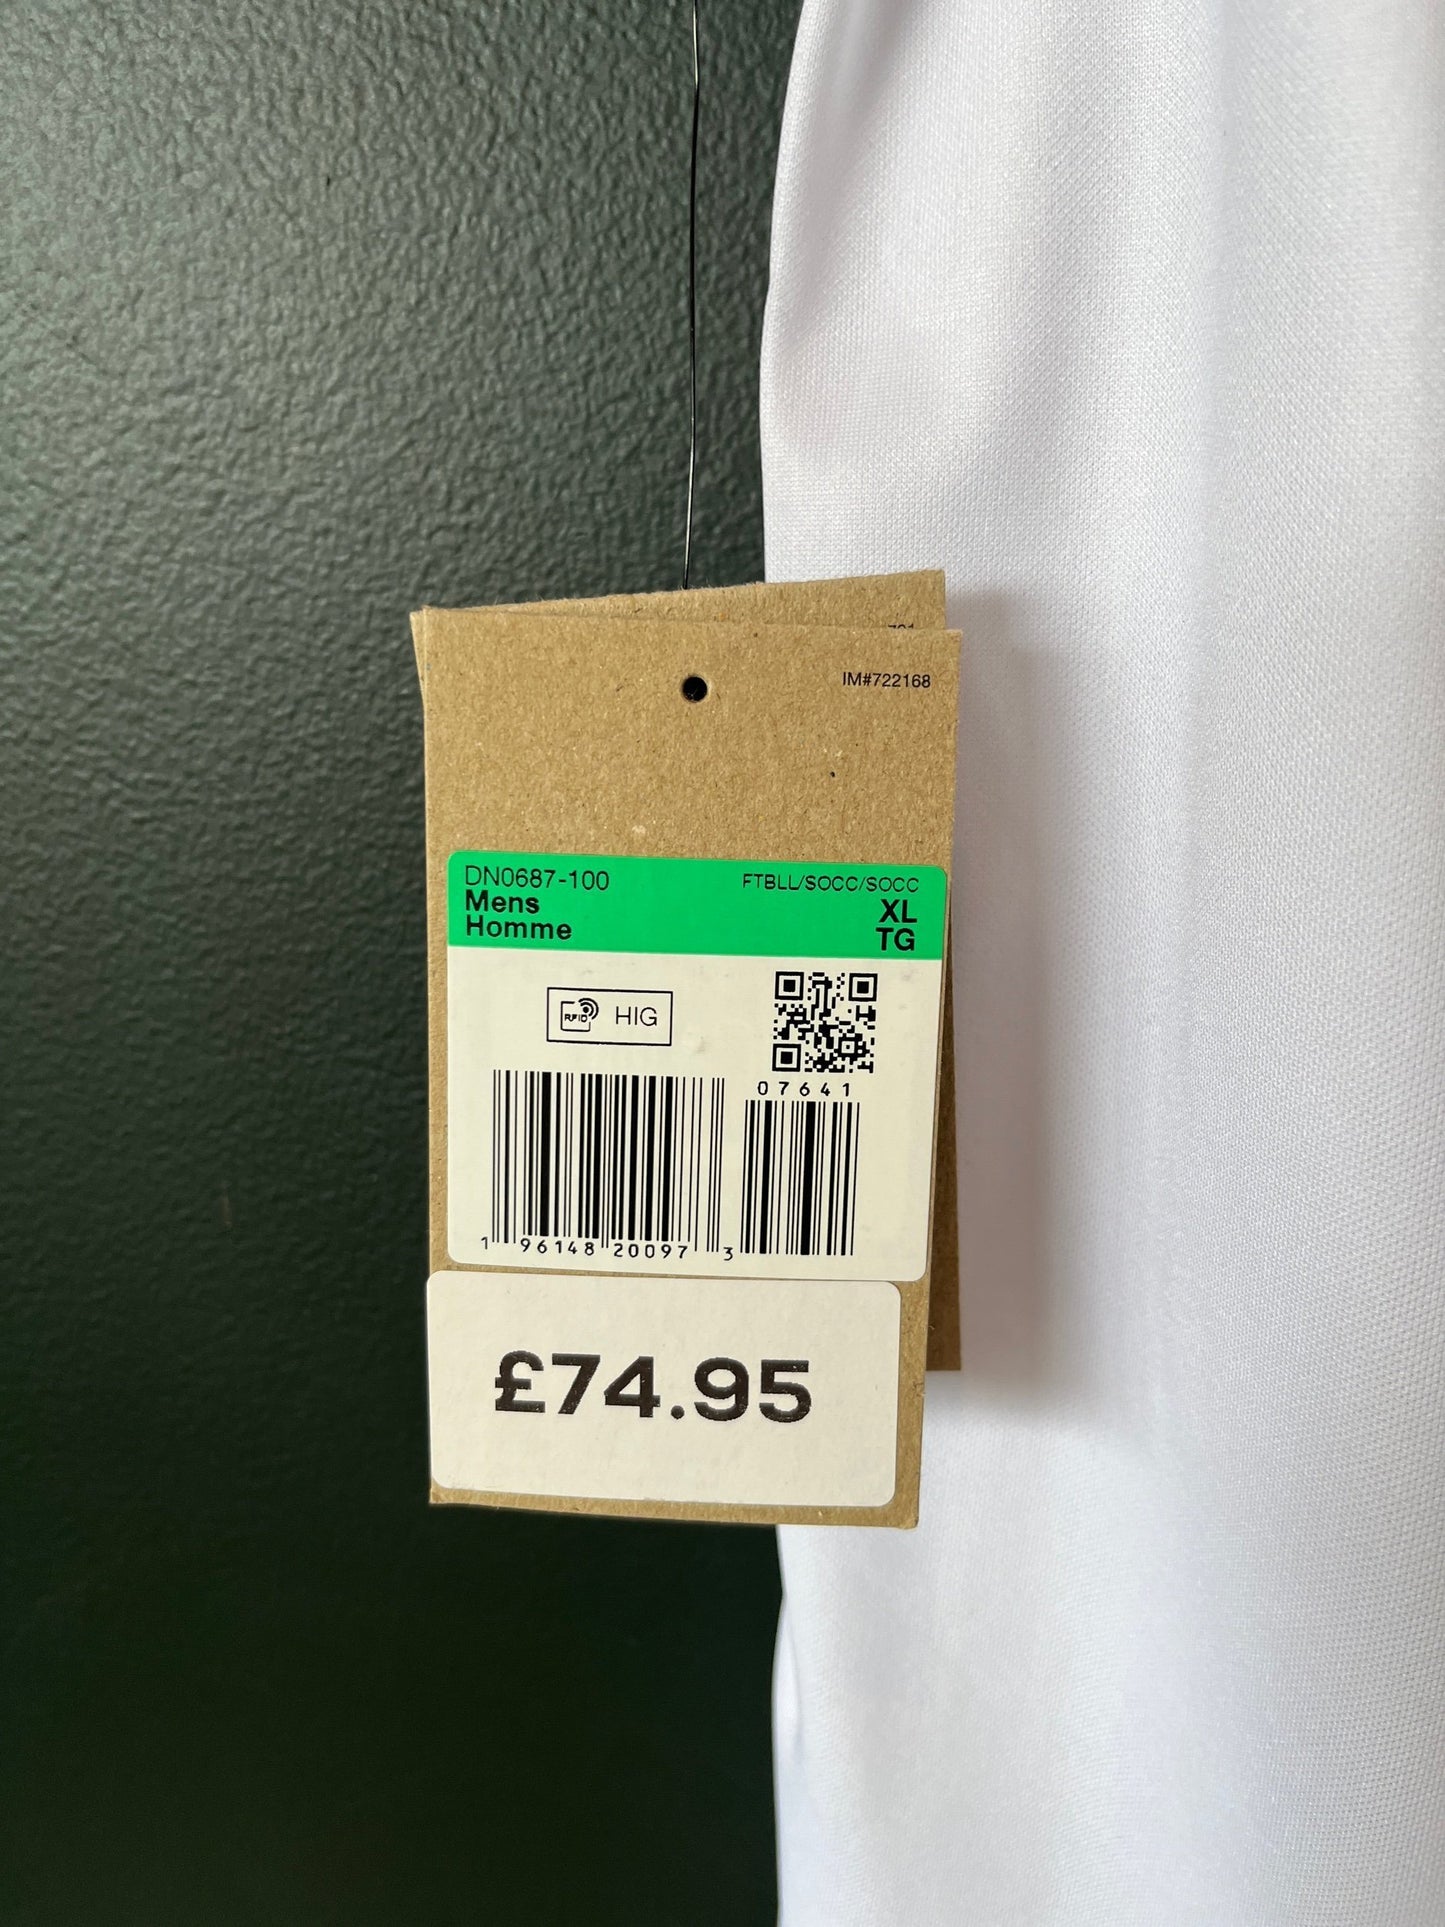 IM#722168
DN0687-100 FTBLL/SOCC/SOCC
Mens XL
Homme TG
RFID HIG
07641
1 96148 20097 3
£74.95